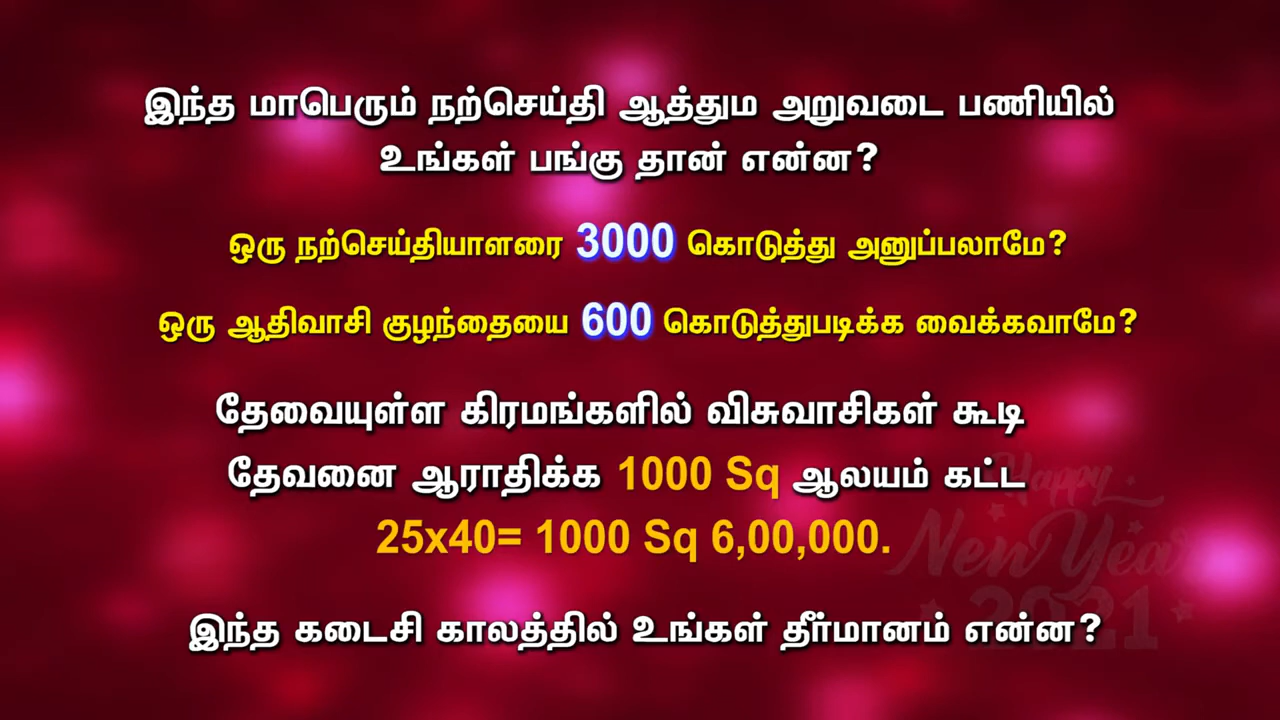 இந்த மாபெரும் நற்செய்தி ஆத்தும அறுவடை பணியில்
உங்கள் பங்கு தான் என்ன?
ஒரு நற்செய்தியாளரை 3000 கொடுத்து அனுப்பலாமே?
ஒரு ஆதிவாசி குழந்தையை 600 கொடுத்துபடிக்க வைக்கவாமே?
தேவையுள்ள கிரமங்களில் விசுவாசிகள் கூடி
தேவனை ஆராதிக்க 1000 Sq ஆலயம் கட்ட
25x40= 1000 Sq 6,00,000.
இந்த கடைசி காலத்தில் உங்கள் தீர்மானம் என்ன?
Happy
New Year
2021